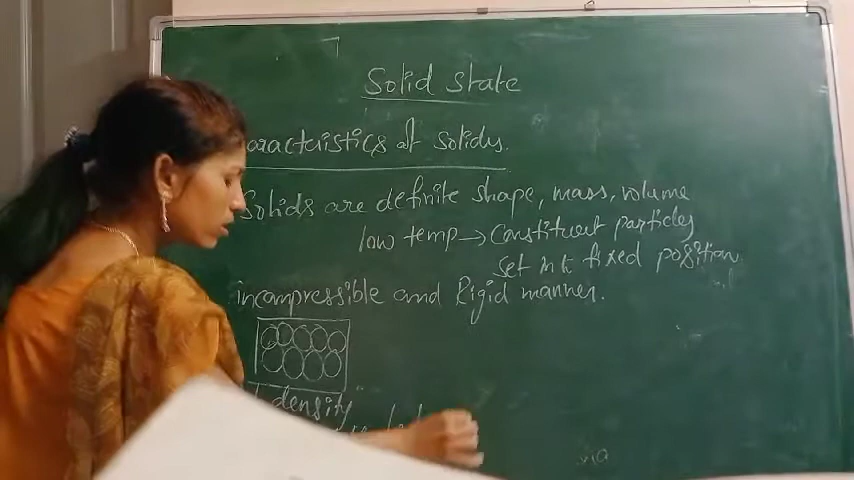 Solid state
aracteristics of Solids.
Solids are definite shape, mass, volume
low temp → Constituent particles
set in fixed position
incompressible and Rigid manner.
density